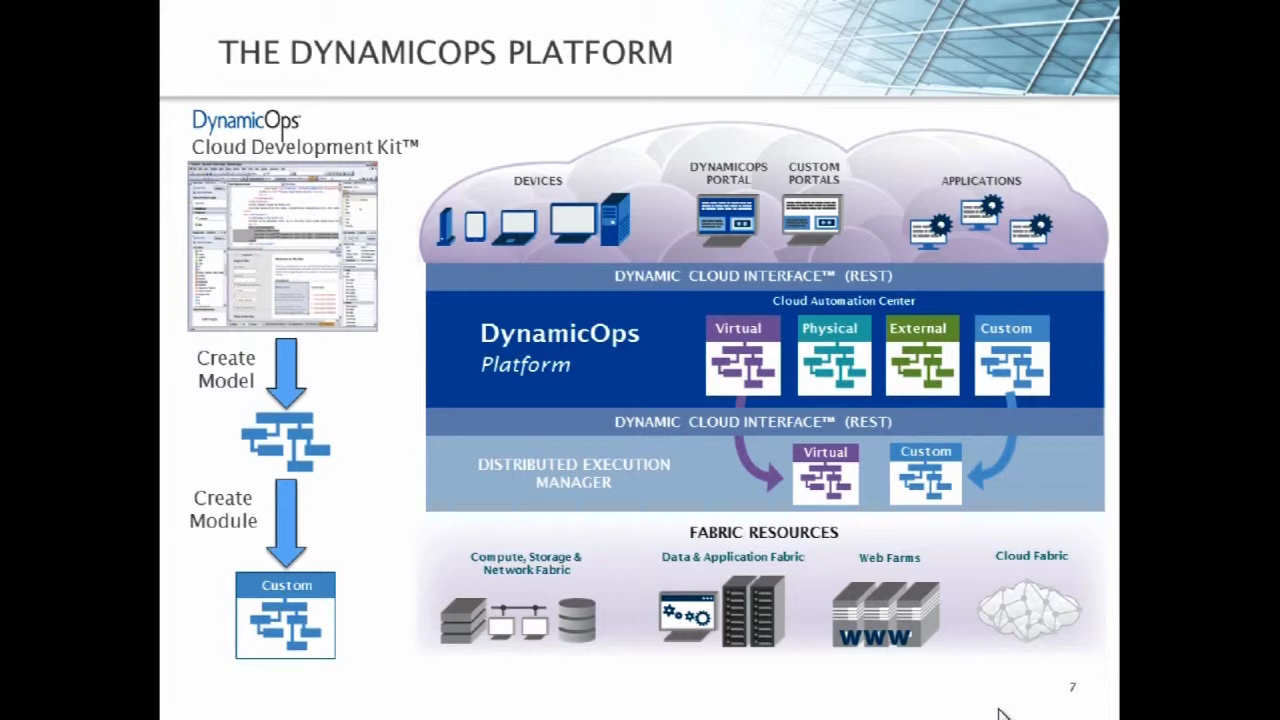 THE DYNAMICOPS PLATFORM
DynamicOps
Cloud Development Kit™
Create
Model
Create
Module
Custom
DEVICES
DYNAMICOPS
PORTAL
CUSTOM
PORTALS
APPLICATIONS
DYNAMIC CLOUD INTERFACE™ (REST)
Cloud Automation Center
DynamicOps
Platform
Virtual
Physical
External
Custom
DYNAMIC CLOUD INTERFACE™ (REST)
DISTRIBUTED EXECUTION
MANAGER
Virtual
Custom
FABRIC RESOURCES
Compute, Storage &
Network Fabric
Data & Application Fabric
Web Farms
Cloud Fabric
WWW
7